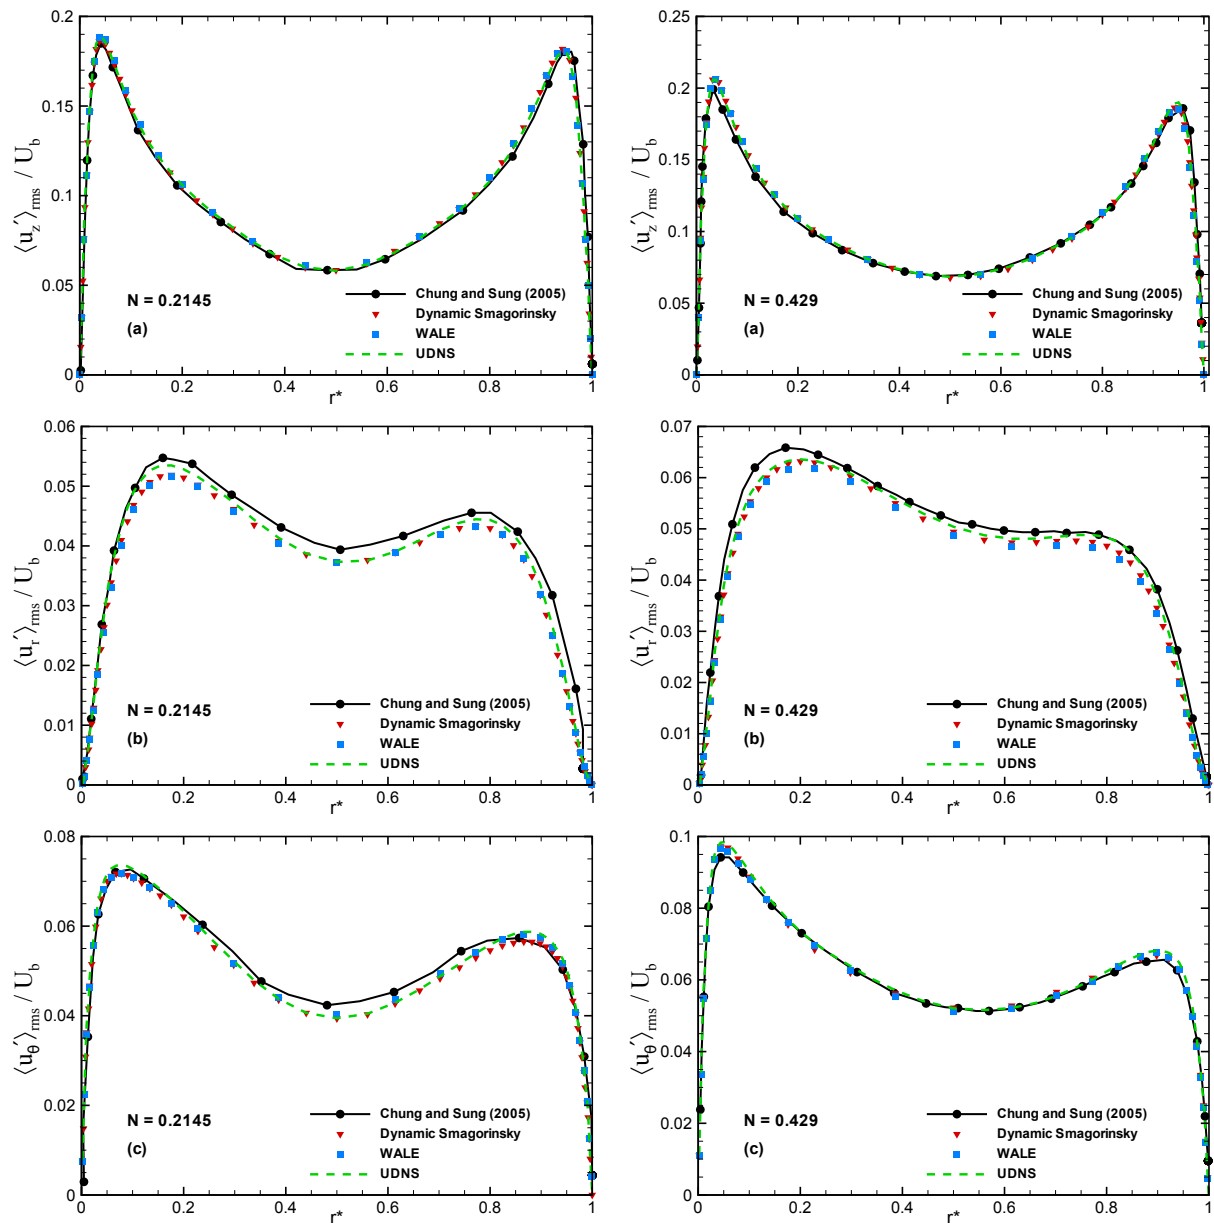 0.2
0.15
0.1
0.05
0
⟨u_z′⟩_rms / U_b
N = 0.2145
(a)
Chung and Sung (2005)
Dynamic Smagorinsky
WALE
UDNS
0 0.2 0.4 0.6 0.8 1
r*
0.25
0.2
0.15
0.1
0.05
0
⟨u_z′⟩_rms / U_b
N = 0.429
(a)
Chung and Sung (2005)
Dynamic Smagorinsky
WALE
UDNS
0 0.2 0.4 0.6 0.8 1
r*
0.06
0.05
0.04
0.03
0.02
0.01
0
⟨u_r′⟩_rms / U_b
N = 0.2145
(b)
Chung and Sung (2005)
Dynamic Smagorinsky
WALE
UDNS
0 0.2 0.4 0.6 0.8 1
r*
0.07
0.06
0.05
0.04
0.03
0.02
0.01
0
⟨u_r′⟩_rms / U_b
N = 0.429
(b)
Chung and Sung (2005)
Dynamic Smagorinsky
WALE
UDNS
0 0.2 0.4 0.6 0.8 1
r*
0.08
0.06
0.04
0.02
0
⟨u_θ′⟩_rms / U_b
N = 0.2145
(c)
Chung and Sung (2005)
Dynamic Smagorinsky
WALE
UDNS
0 0.2 0.4 0.6 0.8 1
r*
0.1
0.08
0.06
0.04
0.02
0
⟨u_θ′⟩_rms / U_b
N = 0.429
(c)
Chung and Sung (2005)
Dynamic Smagorinsky
WALE
UDNS
0 0.2 0.4 0.6 0.8 1
r*